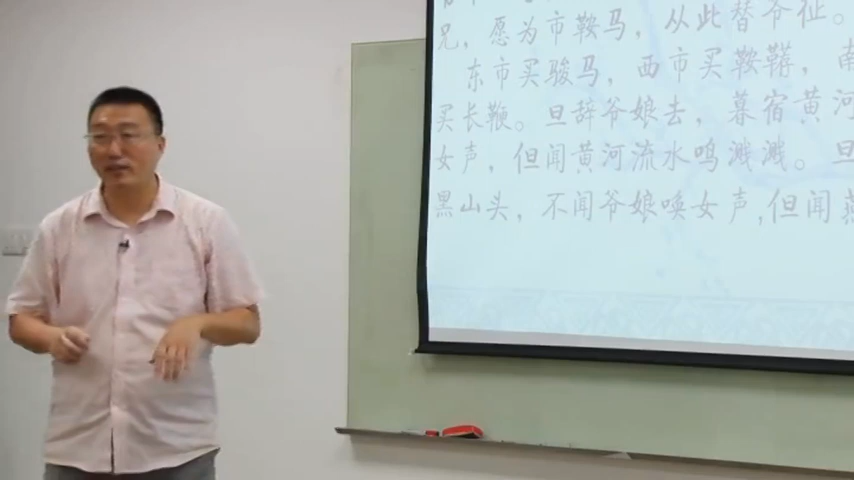 兄，愿为市鞍马，从此替爷征。
东市买骏马，西市买鞍鞯，南
买长鞭。旦辞爷娘去，暮宿黄河
女声，但闻黄河流水鸣溅溅。旦
黑山头，不闻爷娘唤女声，但闻燕